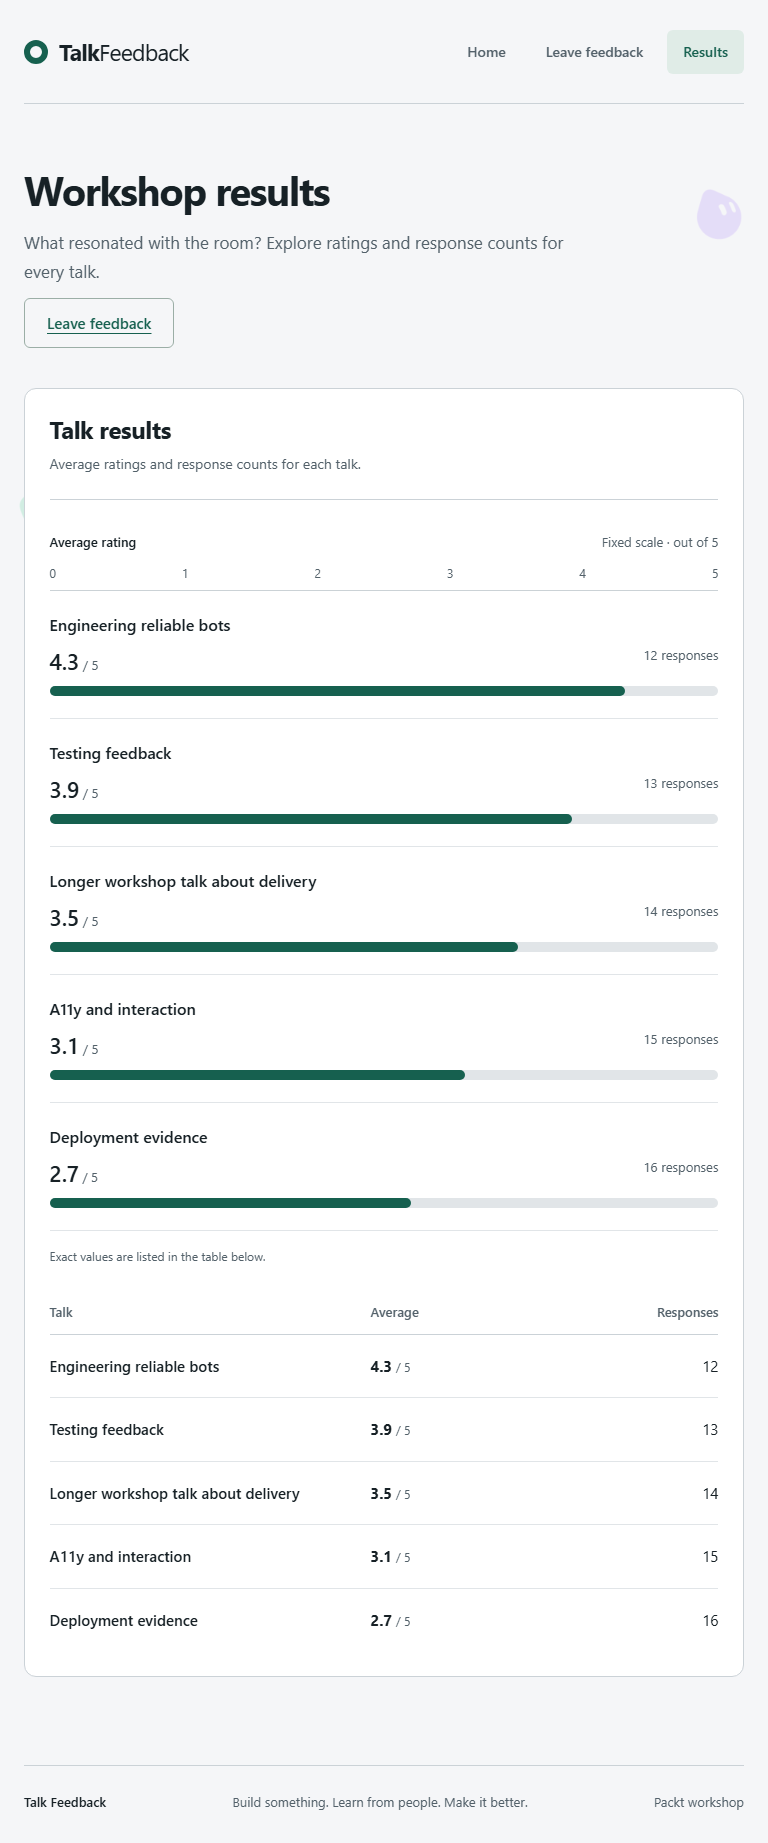 TalkFeedback
Home
Leave feedback
Results
Workshop results
What resonated with the room? Explore ratings and response counts for
every talk.
Leave feedback
Talk results
Average ratings and response counts for each talk.
Average rating
Fixed scale · out of 5
0 1 2 3 4 5
Engineering reliable bots
4.3 / 5
12 responses
Testing feedback
3.9 / 5
13 responses
Longer workshop talk about delivery
3.5 / 5
14 responses
A11y and interaction
3.1 / 5
15 responses
Deployment evidence
2.7 / 5
16 responses
Exact values are listed in the table below.
Talk Average Responses
Engineering reliable bots 4.3 / 5 12
Testing feedback 3.9 / 5 13
Longer workshop talk about delivery 3.5 / 5 14
A11y and interaction 3.1 / 5 15
Deployment evidence 2.7 / 5 16
Talk Feedback
Build something. Learn from people. Make it better.
Packt workshop